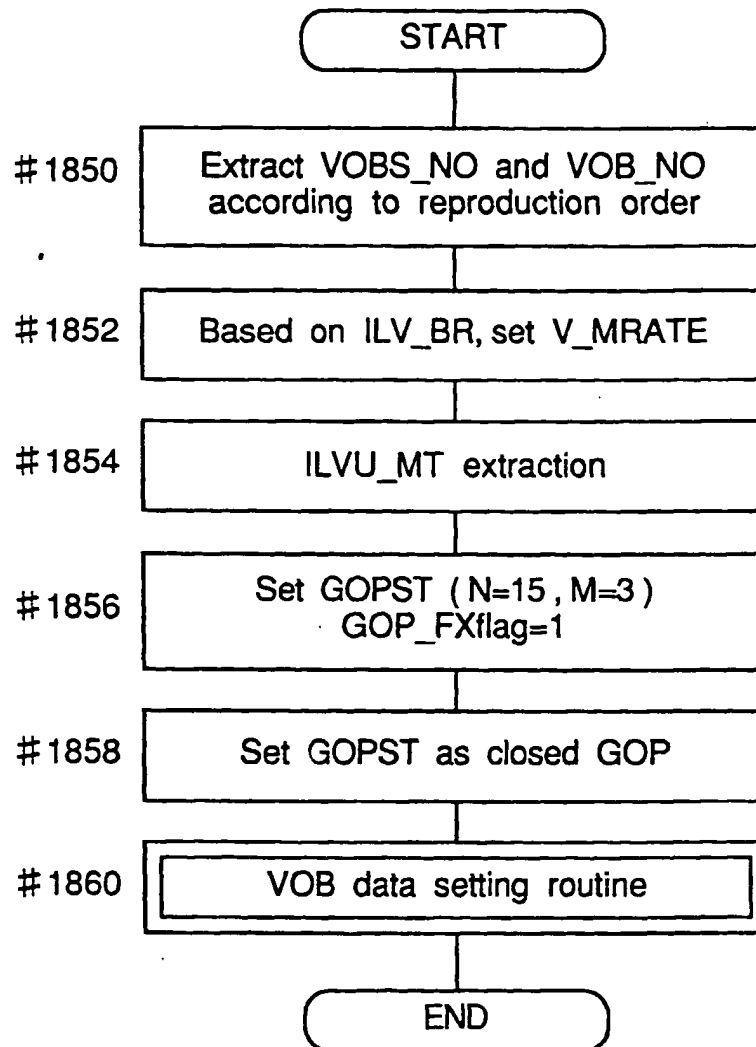 START
#1850
Extract VOBS_NO and VOB_NO
according to reproduction order
#1852
Based on ILV_BR, set V_MRATE
#1854
ILVU_MT extraction
#1856
Set GOPST ( N=15 , M=3 )
GOP_FXflag=1
#1858
Set GOPST as closed GOP
#1860
VOB data setting routine
END